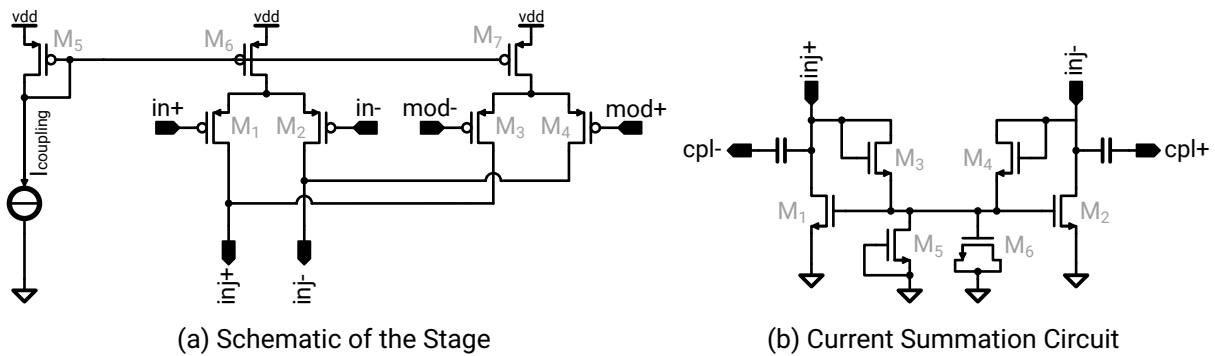 vdd
vdd
vdd
M5
M6
M7
in+
in-
mod-
mod+
M1
M2
M3
M4
Icoupling
inj+
inj-
(a) Schematic of the Stage
inj+
inj-
cpl-
cpl+
M3
M4
M1
M2
M5
M6
(b) Current Summation Circuit